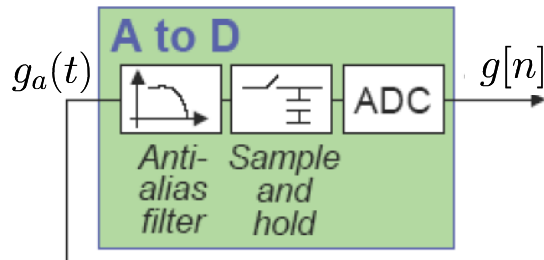 A to D
g_a(t)
g[n]
ADC
Anti-
alias
filter
Sample
and
hold